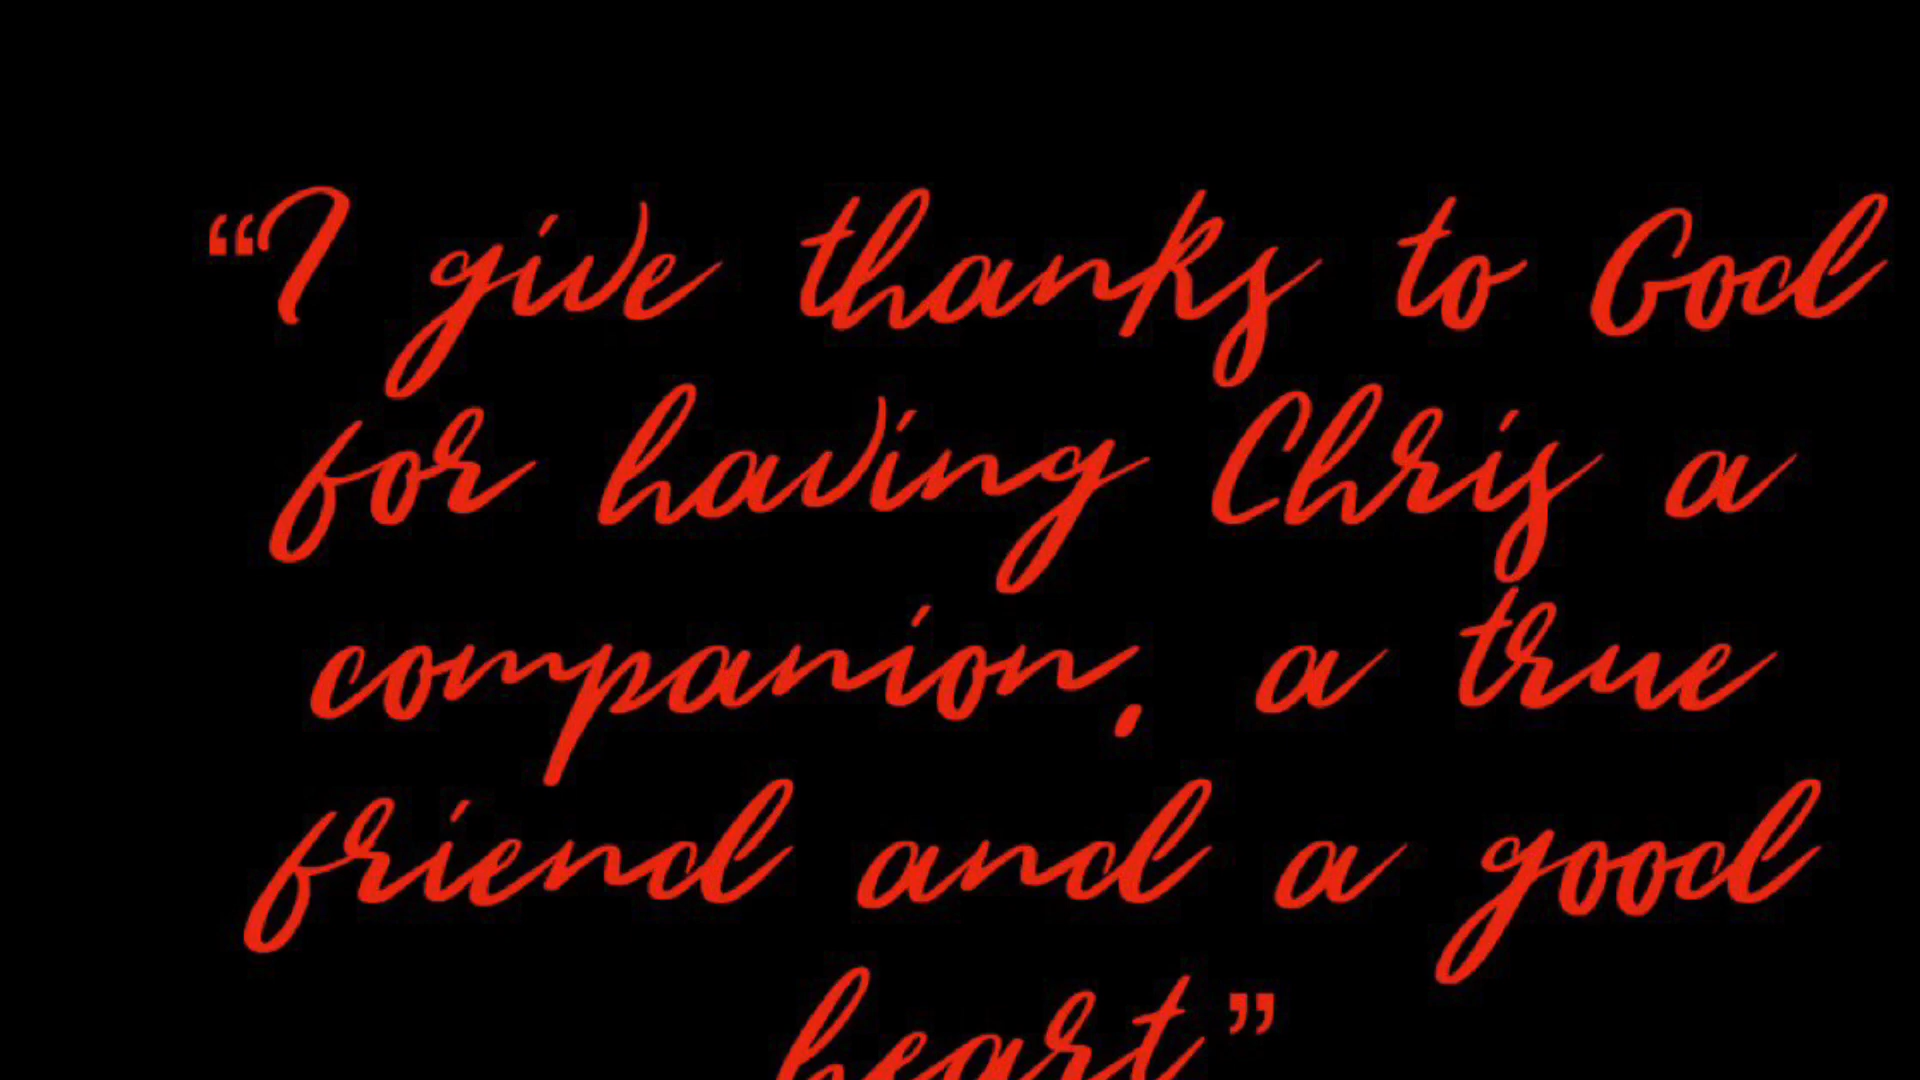 “I give thanks to God
for having Chris a
companion, a true
friend and a good
heart”